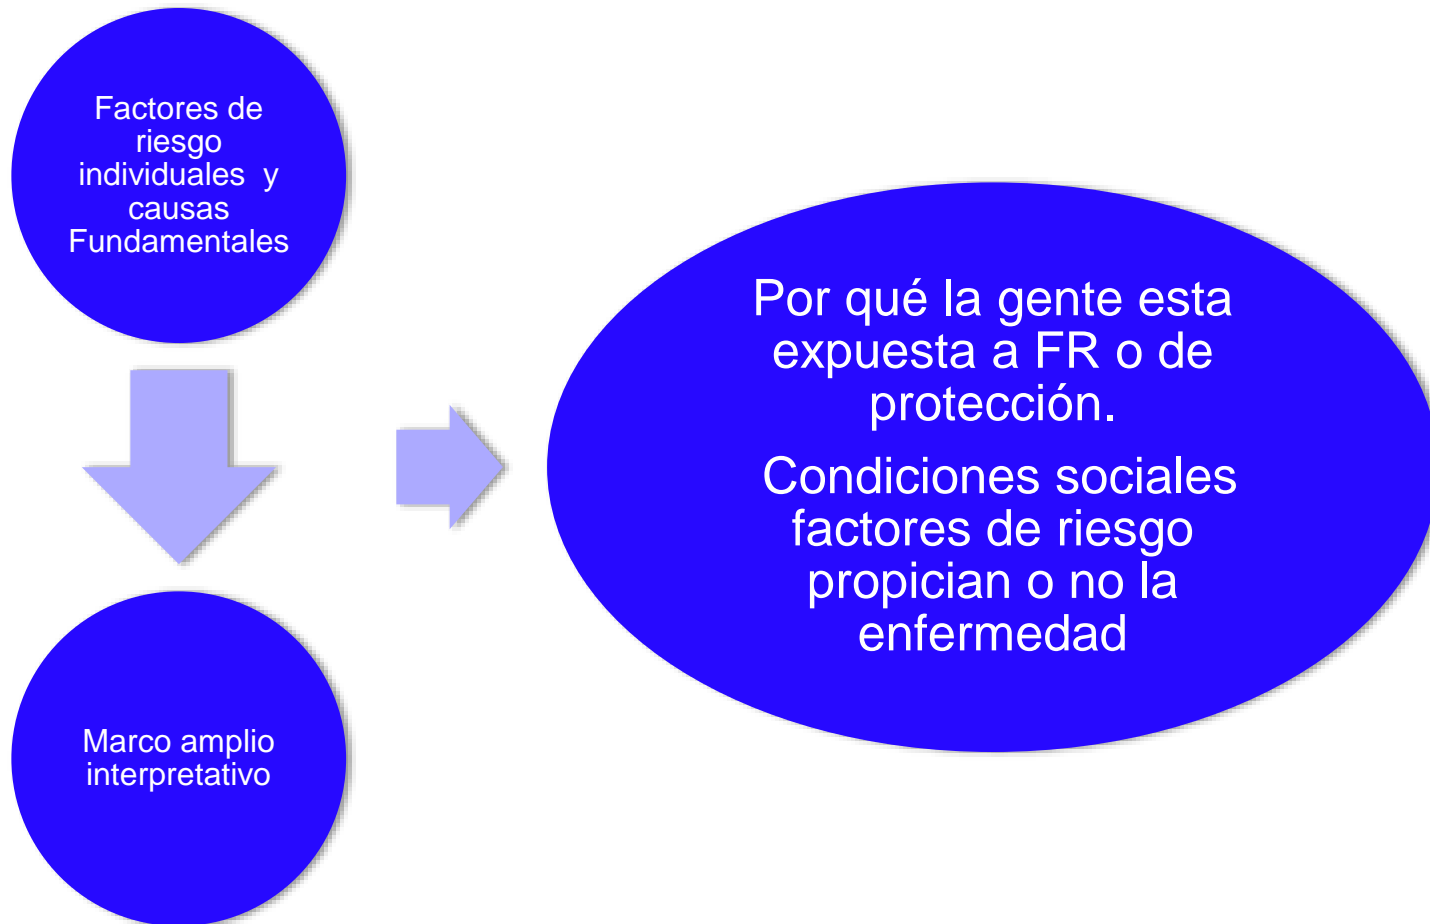 Factores de
riesgo
individuales  y
causas
Fundamentales
Marco amplio
interpretativo
Por qué la gente esta
expuesta a FR o de
protección.
Condiciones sociales
factores de riesgo
propician o no la
enfermedad